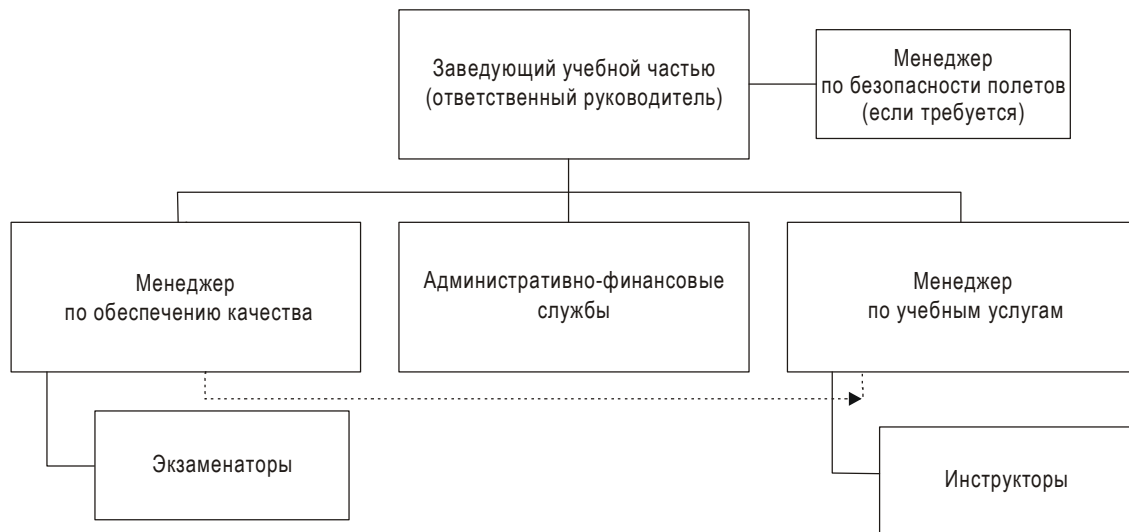 Заведующий учебной частью
(ответственный руководитель)
Менеджер
по безопасности полетов
(если требуется)
Менеджер
по обеспечению качества
Административно-финансовые
службы
Менеджер
по учебным услугам
Экзаменаторы
Инструкторы